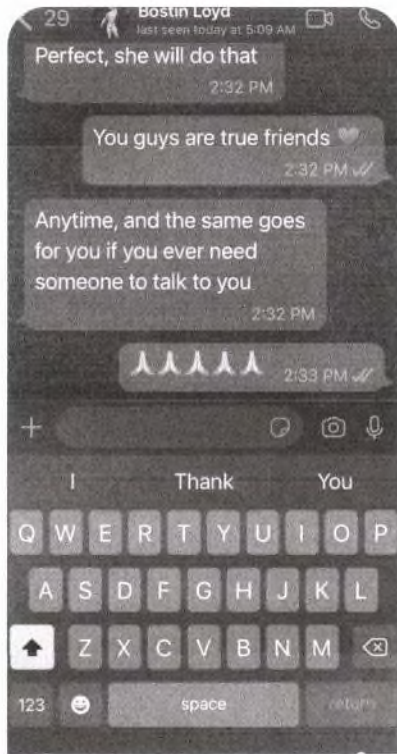 29
Bostin Loyd
last seen today at 5:09 AM
Perfect, she will do that
2:32 PM
You guys are true friends
2:32 PM
Anytime, and the same goes
for you if you ever need
someone to talk to you
2:32 PM
🙏🙏🙏🙏🙏 2:33 PM
I Thank You
Q W E R T Y U I O P
A S D F G H J K L
Z X C V B N M
123 space return